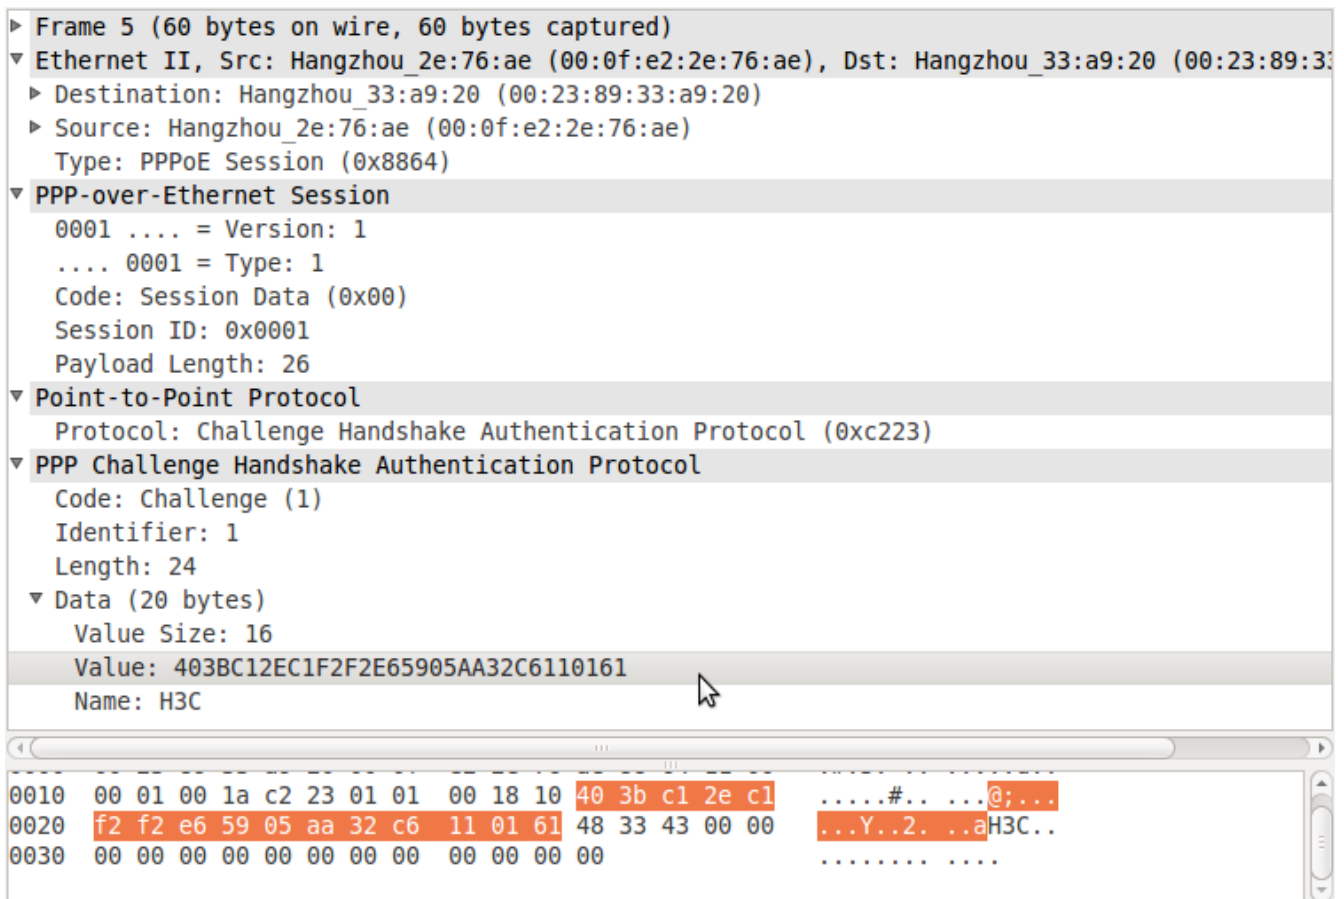 Frame 5 (60 bytes on wire, 60 bytes captured)
Ethernet II, Src: Hangzhou_2e:76:ae (00:0f:e2:2e:76:ae), Dst: Hangzhou_33:a9:20 (00:23:89:33
Destination: Hangzhou_33:a9:20 (00:23:89:33:a9:20)
Source: Hangzhou_2e:76:ae (00:0f:e2:2e:76:ae)
Type: PPPoE Session (0x8864)
PPP-over-Ethernet Session
0001 .... = Version: 1
.... 0001 = Type: 1
Code: Session Data (0x00)
Session ID: 0x0001
Payload Length: 26
Point-to-Point Protocol
Protocol: Challenge Handshake Authentication Protocol (0xc223)
PPP Challenge Handshake Authentication Protocol
Code: Challenge (1)
Identifier: 1
Length: 24
Data (20 bytes)
Value Size: 16
Value: 403BC12EC1F2F2E65905AA32C6110161
Name: H3C
0010 00 01 00 1a c2 23 01 01 00 18 10 40 3b c1 2e c1 .....#.. ...@;...
0020 f2 f2 e6 59 05 aa 32 c6 11 01 61 48 33 43 00 00 ...Y..2. ..aH3C..
0030 00 00 00 00 00 00 00 00 00 00 00 00 ........ ....